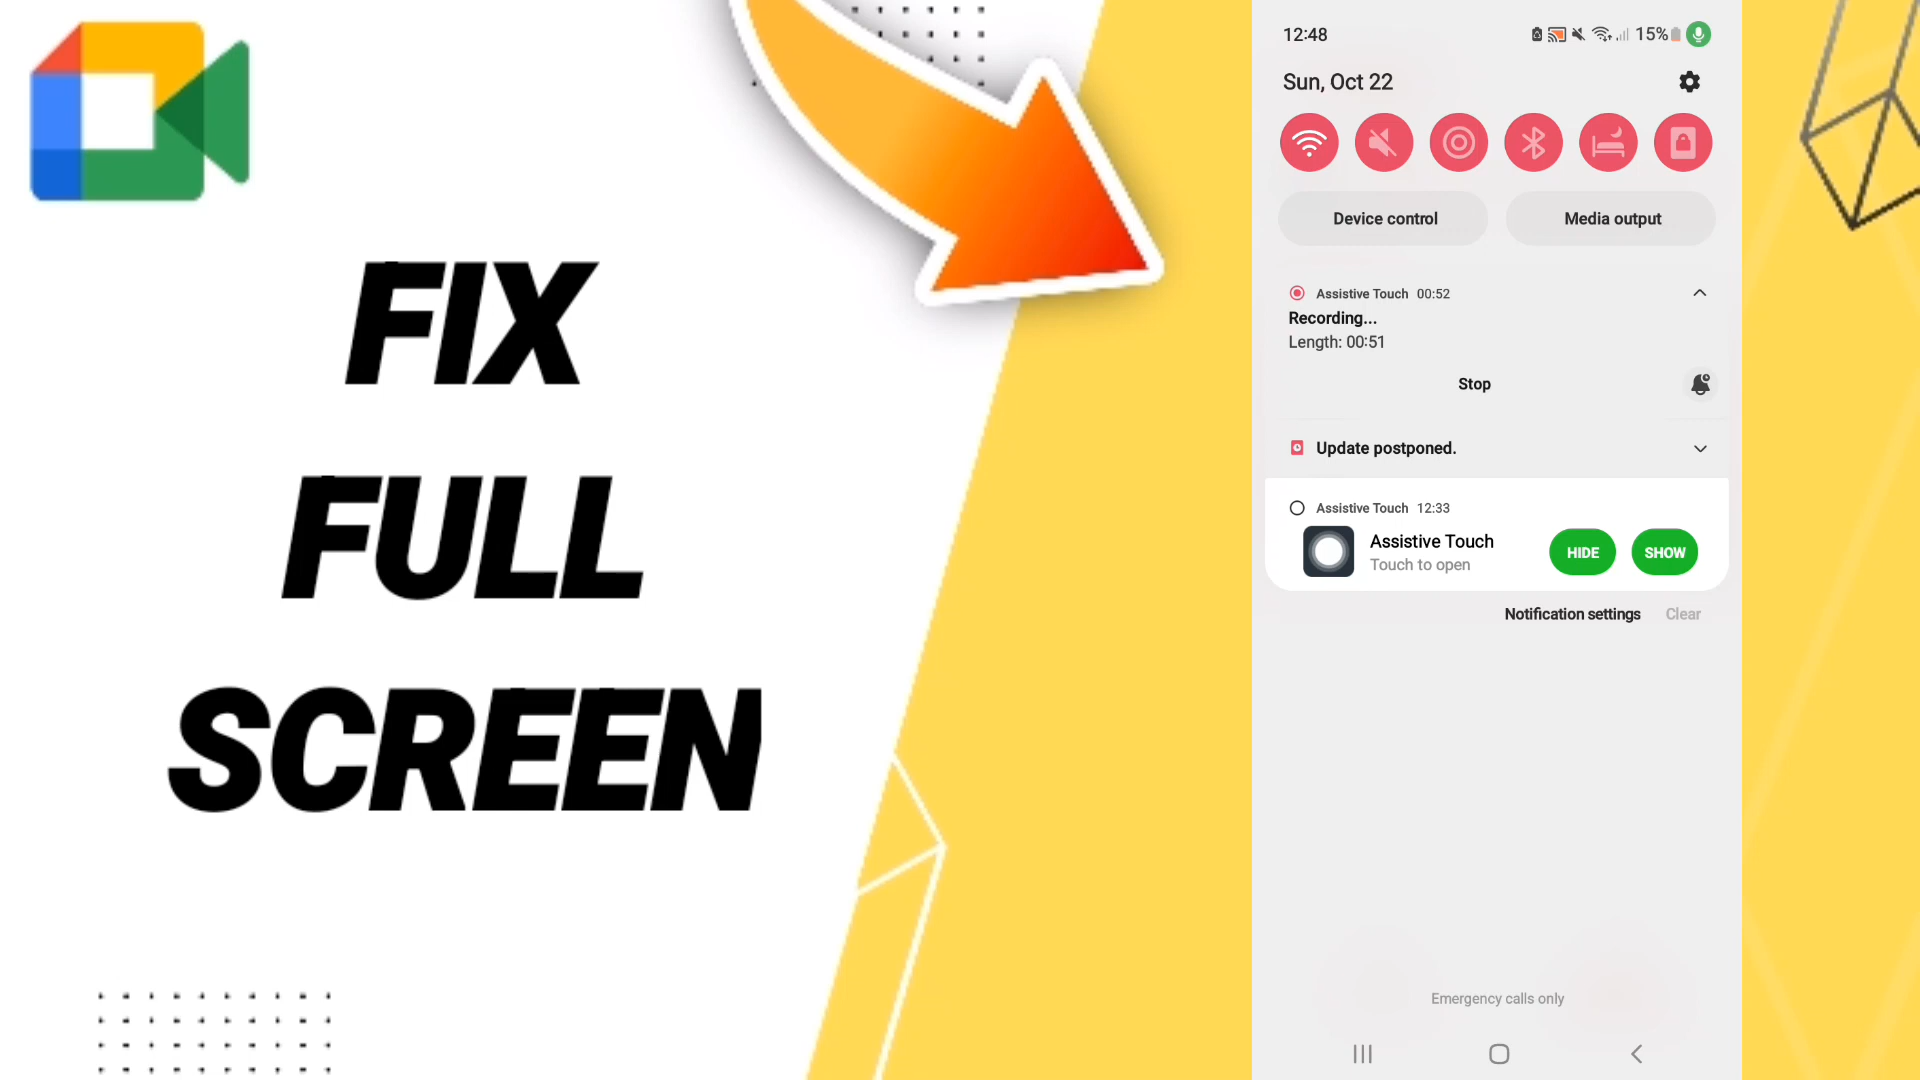 FIX
FULL
SCREEN
12:48
15%
Sun, Oct 22
Device control
Media output
Assistive Touch 00:52
Recording...
Length: 00:51
Stop
Update postponed.
Assistive Touch 12:33
Assistive Touch
Touch to open
HIDE
SHOW
Notification settings
Clear
Emergency calls only